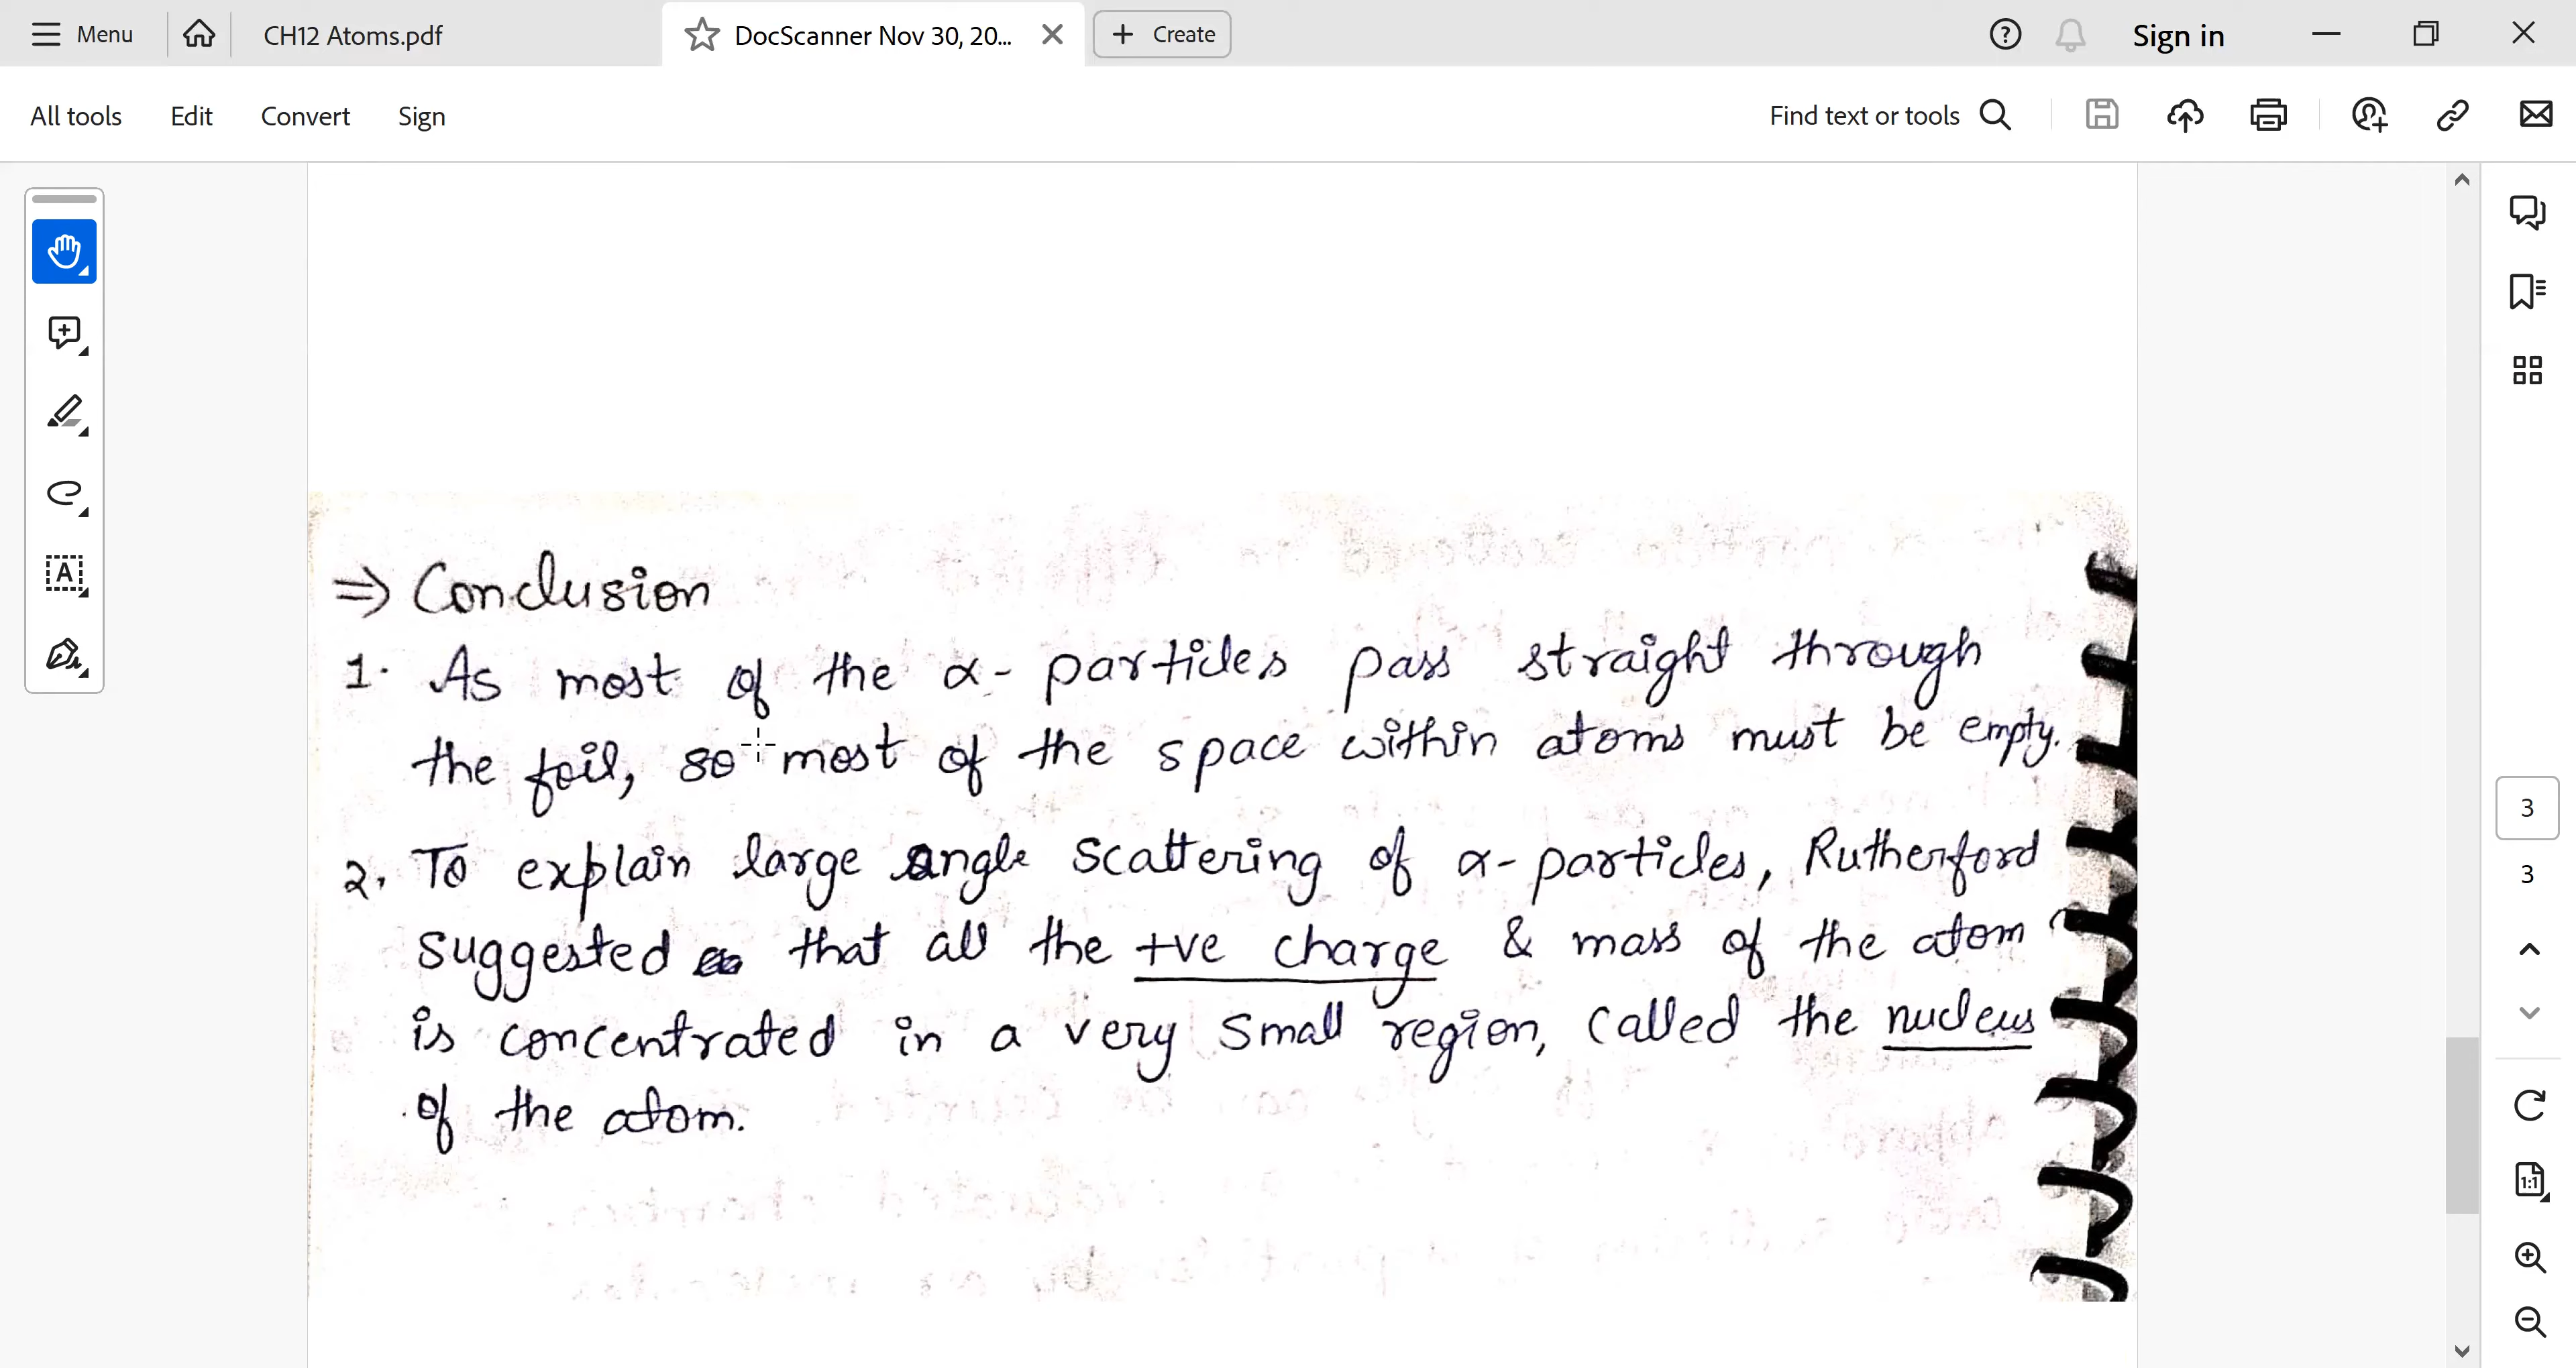 Menu
CH12 Atoms.pdf
DocScanner Nov 30, 20...
+ Create
Sign in
All tools
Edit
Convert
Sign
Find text or tools
⇒ Conclusion
1. As most of the α- particles pass straight through
the foil, so most of the space within atoms must be empty.
2. To explain large angle scattering of α-particles, Rutherford
suggested that all the +ve charge & mass of the atom
is concentrated in a very small region, called the nucleus
of the atom.
3
3